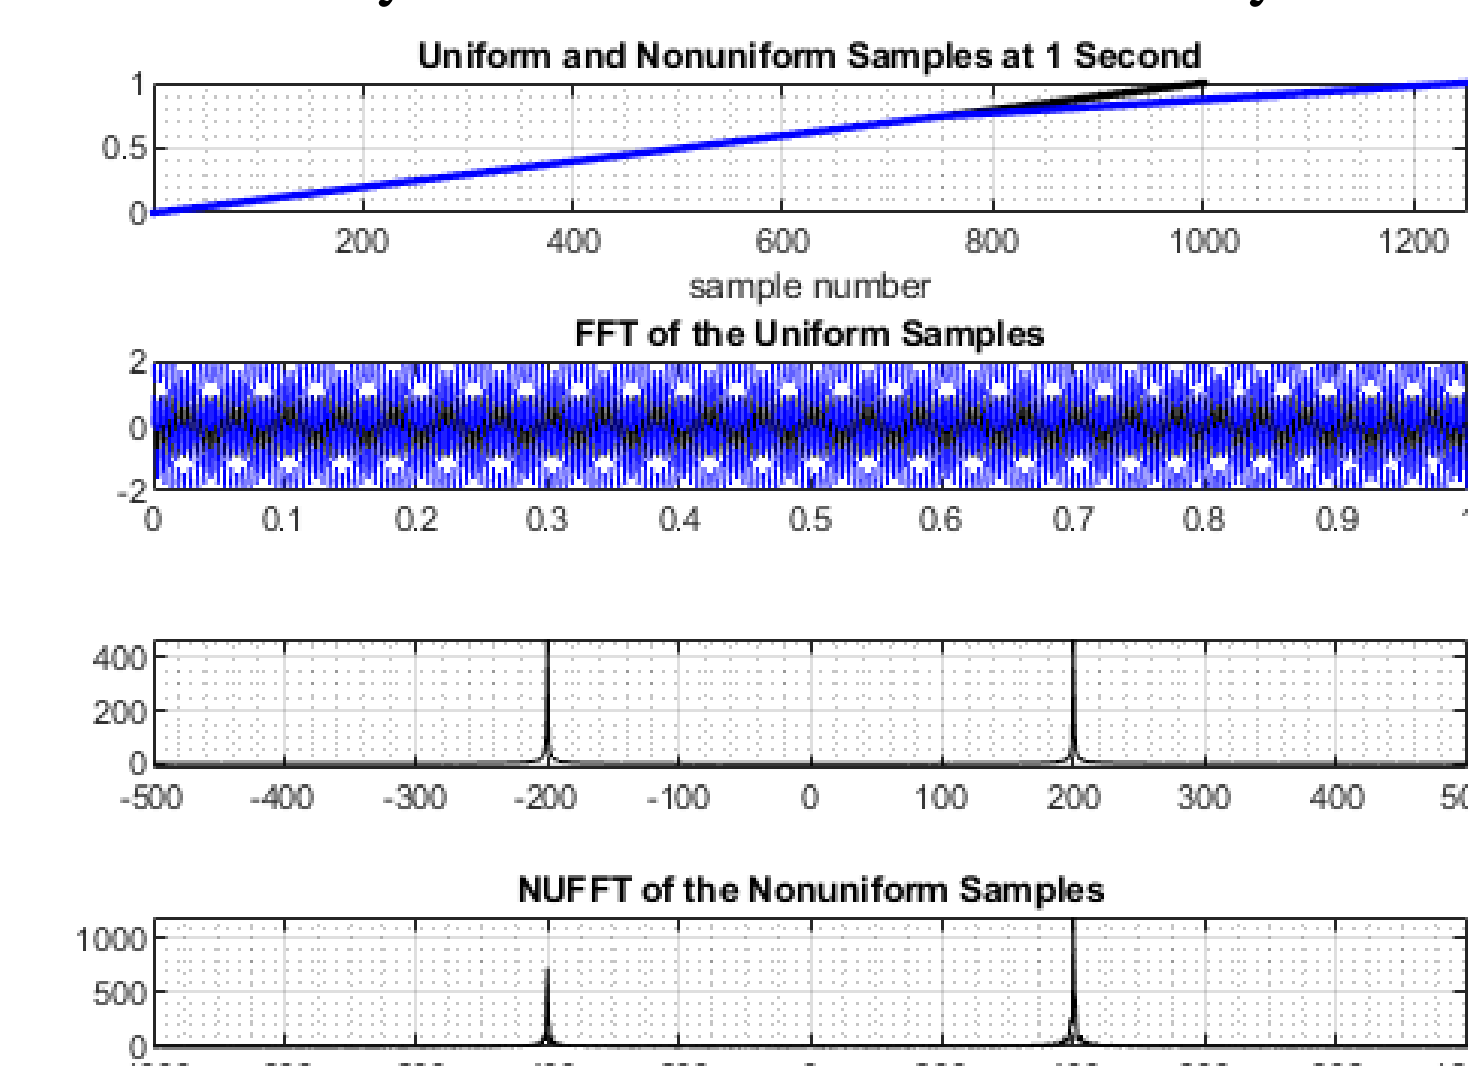 Uniform and Nonuniform Samples at 1 Second
1
0.5
0
200 400 600 800 1000 1200
sample number
FFT of the Uniform Samples
2
0
-2
0 0.1 0.2 0.3 0.4 0.5 0.6 0.7 0.8 0.9
400
200
0
-500 -400 -300 -200 -100 0 100 200 300 400
NUFFT of the Nonuniform Samples
1000
500
0